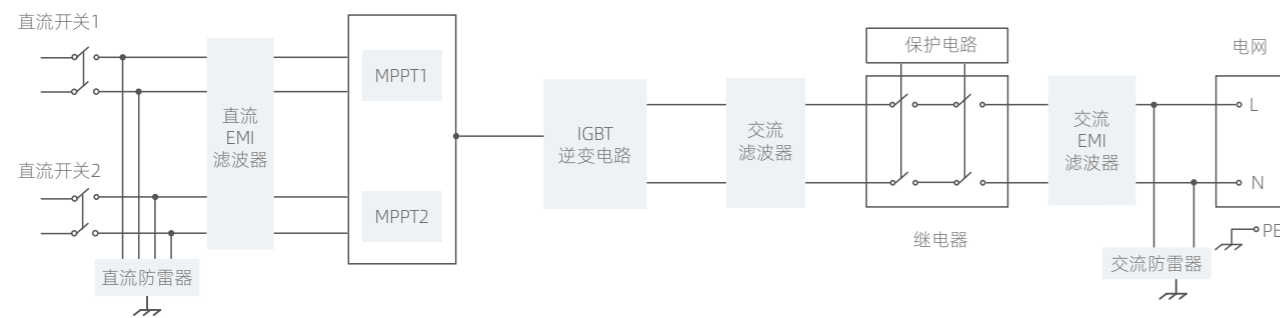 直流开关1
直流
EMI
滤波器
直流开关2
直流防雷器
MPPT1
MPPT2
IGBT
逆变电路
交流
滤波器
保护电路
继电器
交流
EMI
滤波器
交流防雷器
电网
L
N
PE